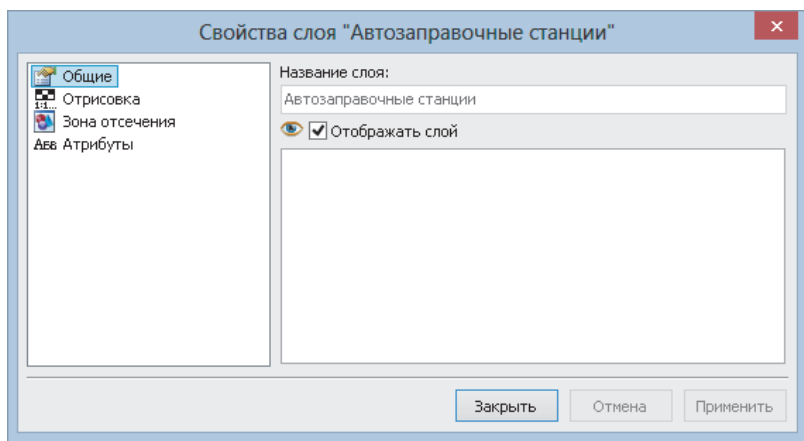 Свойства слоя "Автозаправочные станции"
Общие
Отрисовка
Зона отсечения
Атрибуты
Название слоя:
Автозаправочные станции
Отображать слой
Закрыть
Отмена
Применить